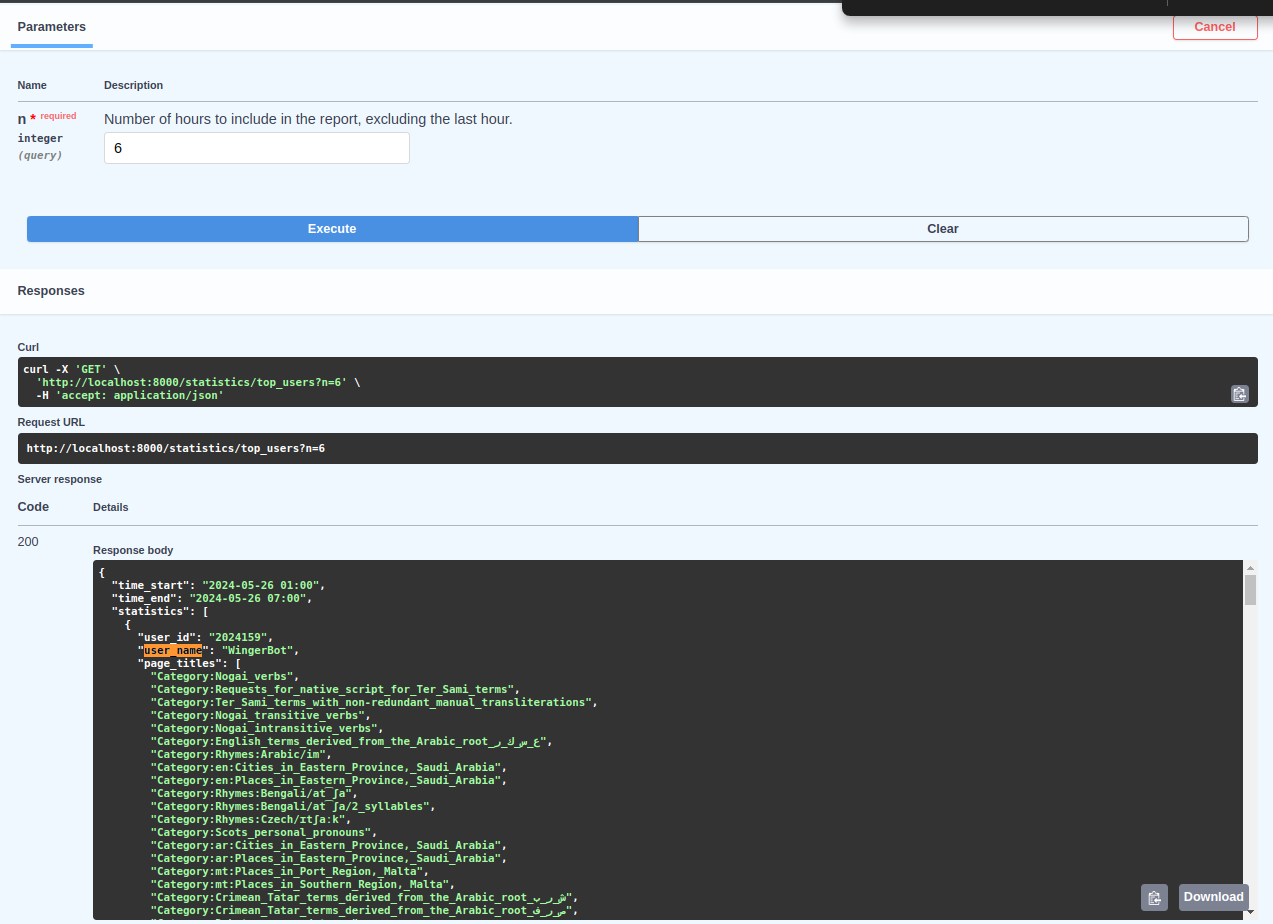 Parameters
Cancel
Name Description
n * required
Number of hours to include in the report, excluding the last hour.
integer
(query)
6
Execute Clear
Responses
Curl
curl -X 'GET' \
'http://localhost:8000/statistics/top_users?n=6' \
-H 'accept: application/json'
Request URL
http://localhost:8000/statistics/top_users?n=6
Server response
Code Details
200
Response body
{
"time_start": "2024-05-26 01:00",
"time_end": "2024-05-26 07:00",
"statistics": [
{
"user_id": "2024159",
"user_name": "WingerBot",
"page_titles": [
"Category:Nogai_verbs",
"Category:Requests_for_native_script_for_Ter_Sami_terms",
"Category:Ter_Sami_terms_with_non-redundant_manual_transliterations",
"Category:Nogai_transitive_verbs",
"Category:Nogai_intransitive_verbs",
"Category:English_terms_derived_from_the_Arabic_root_ع_س_ك_ر",
"Category:Rhymes:Arabic/im",
"Category:en:Cities_in_Eastern_Province,_Saudi_Arabia",
"Category:en:Places_in_Eastern_Province,_Saudi_Arabia",
"Category:Rhymes:Bengali/at͡ʃa",
"Category:Rhymes:Bengali/at͡ʃa/2_syllables",
"Category:Rhymes:Czech/ɪtʃaːk",
"Category:Scots_personal_pronouns",
"Category:ar:Cities_in_Eastern_Province,_Saudi_Arabia",
"Category:ar:Places_in_Eastern_Province,_Saudi_Arabia",
"Category:mt:Places_in_Port_Region,_Malta",
"Category:mt:Places_in_Southern_Region,_Malta",
"Category:Crimean_Tatar_terms_derived_from_the_Arabic_root_ش_ر_ب",
"Category:Crimean_Tatar_terms_derived_from_the_Arabic_root_ص_ر_ف",
Download